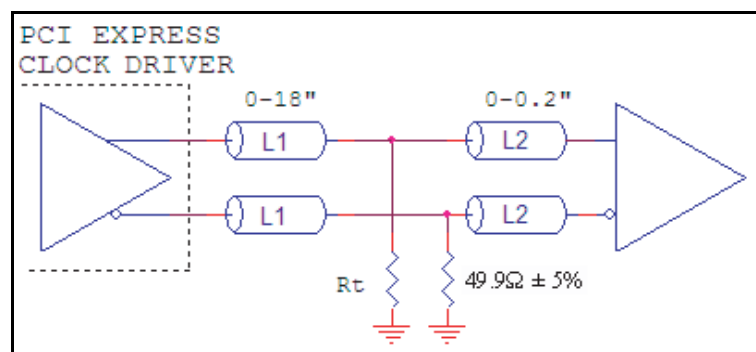 PCI EXPRESS
CLOCK DRIVER
0-18" 0-0.2"
L1 L2
L1 L2
Rt 49.9Ω ± 5%